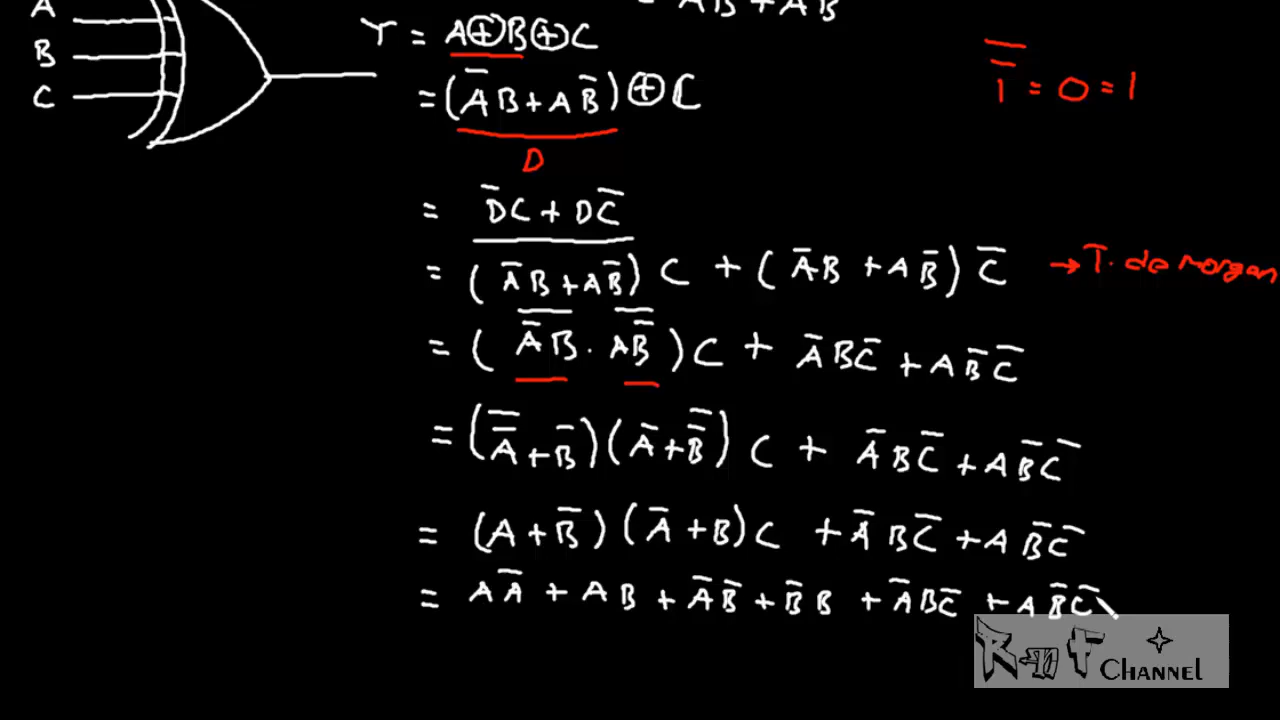 = A̅B + AB̅
A
B
C
Y = A⊕B⊕C
= (A̅B + AB̅) ⊕ C
D
1̿ = 0̅ = 1
= D̅C + DC̅
= (A̅B + AB̅) C + (A̅B + AB̅) C̅ → T. de morgan
= ( A̿B̅ . A̅B̿ ) C + A̅BC̅ + AB̅C̅
= (A̿ + B̅)(A̅ + B̿) C + A̅BC̅ + AB̅C̅
= (A + B̅)(A̅ + B) C + A̅BC̅ + AB̅C̅
= AA̅ + AB + A̅B̅ + B̅B + A̅BC̅ + AB̅C̅
CHANNEL